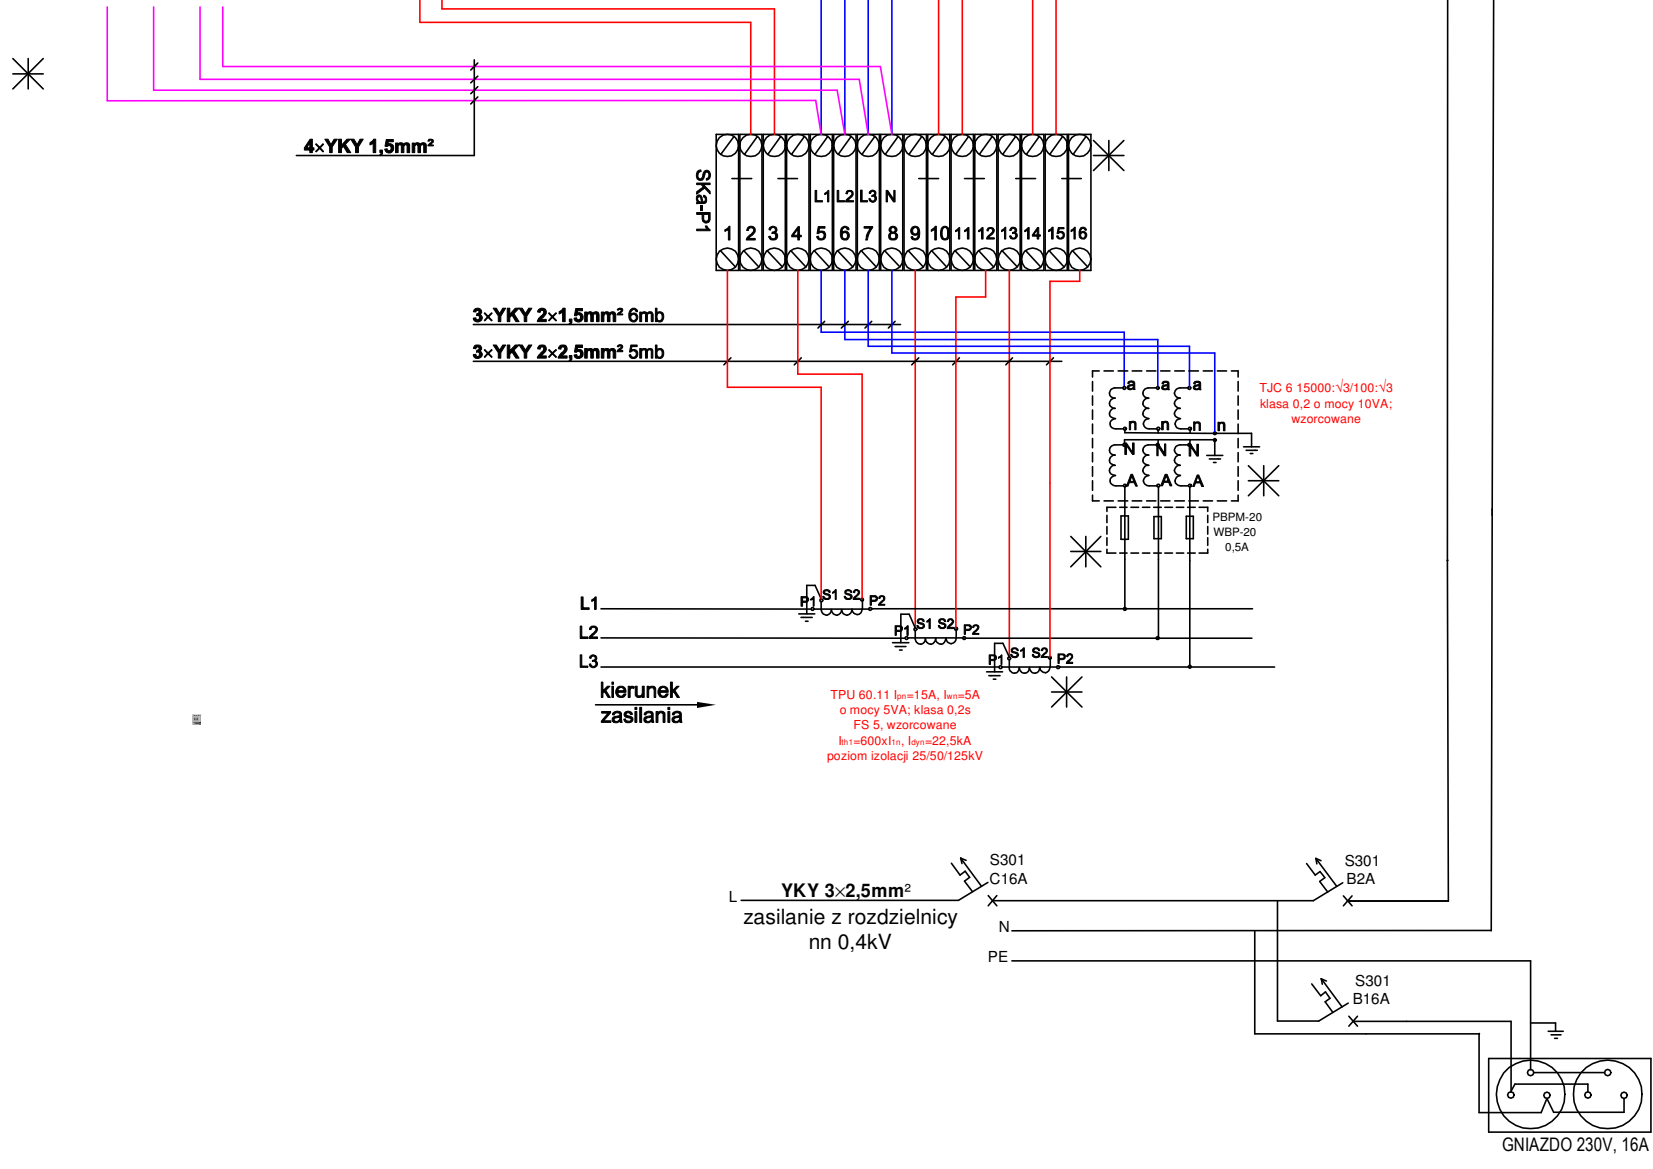 4×YKY 1,5mm²
SKa-P1
L1 L2 L3 N
1 2 3 4 5 6 7 8 9 10 11 12 13 14 15 16
3×YKY 2×1,5mm² 6mb
3×YKY 2×2,5mm² 5mb
a a a
n n n n
N N N
A A A
TJC 6 15000:√3/100:√3
klasa 0,2 o mocy 10VA;
wzorcowane
PBPM-20
WBP-20
0,5A
L1
P1 S1 S2 P2
L2
P1 S1 S2 P2
L3
P1 S1 S2 P2
kierunek
zasilania
TPU 60.11 Ipn=15A, Iwn=5A
o mocy 5VA; klasa 0,2s
FS 5, wzorcowane
Ith1=600xI1n, Idyn=22,5kA
poziom izolacji 25/50/125kV
L
YKY 3×2,5mm²
zasilanie z rozdzielnicy
nn 0,4kV
S301
C16A
S301
B2A
N
PE
S301
B16A
GNIAZDO 230V, 16A